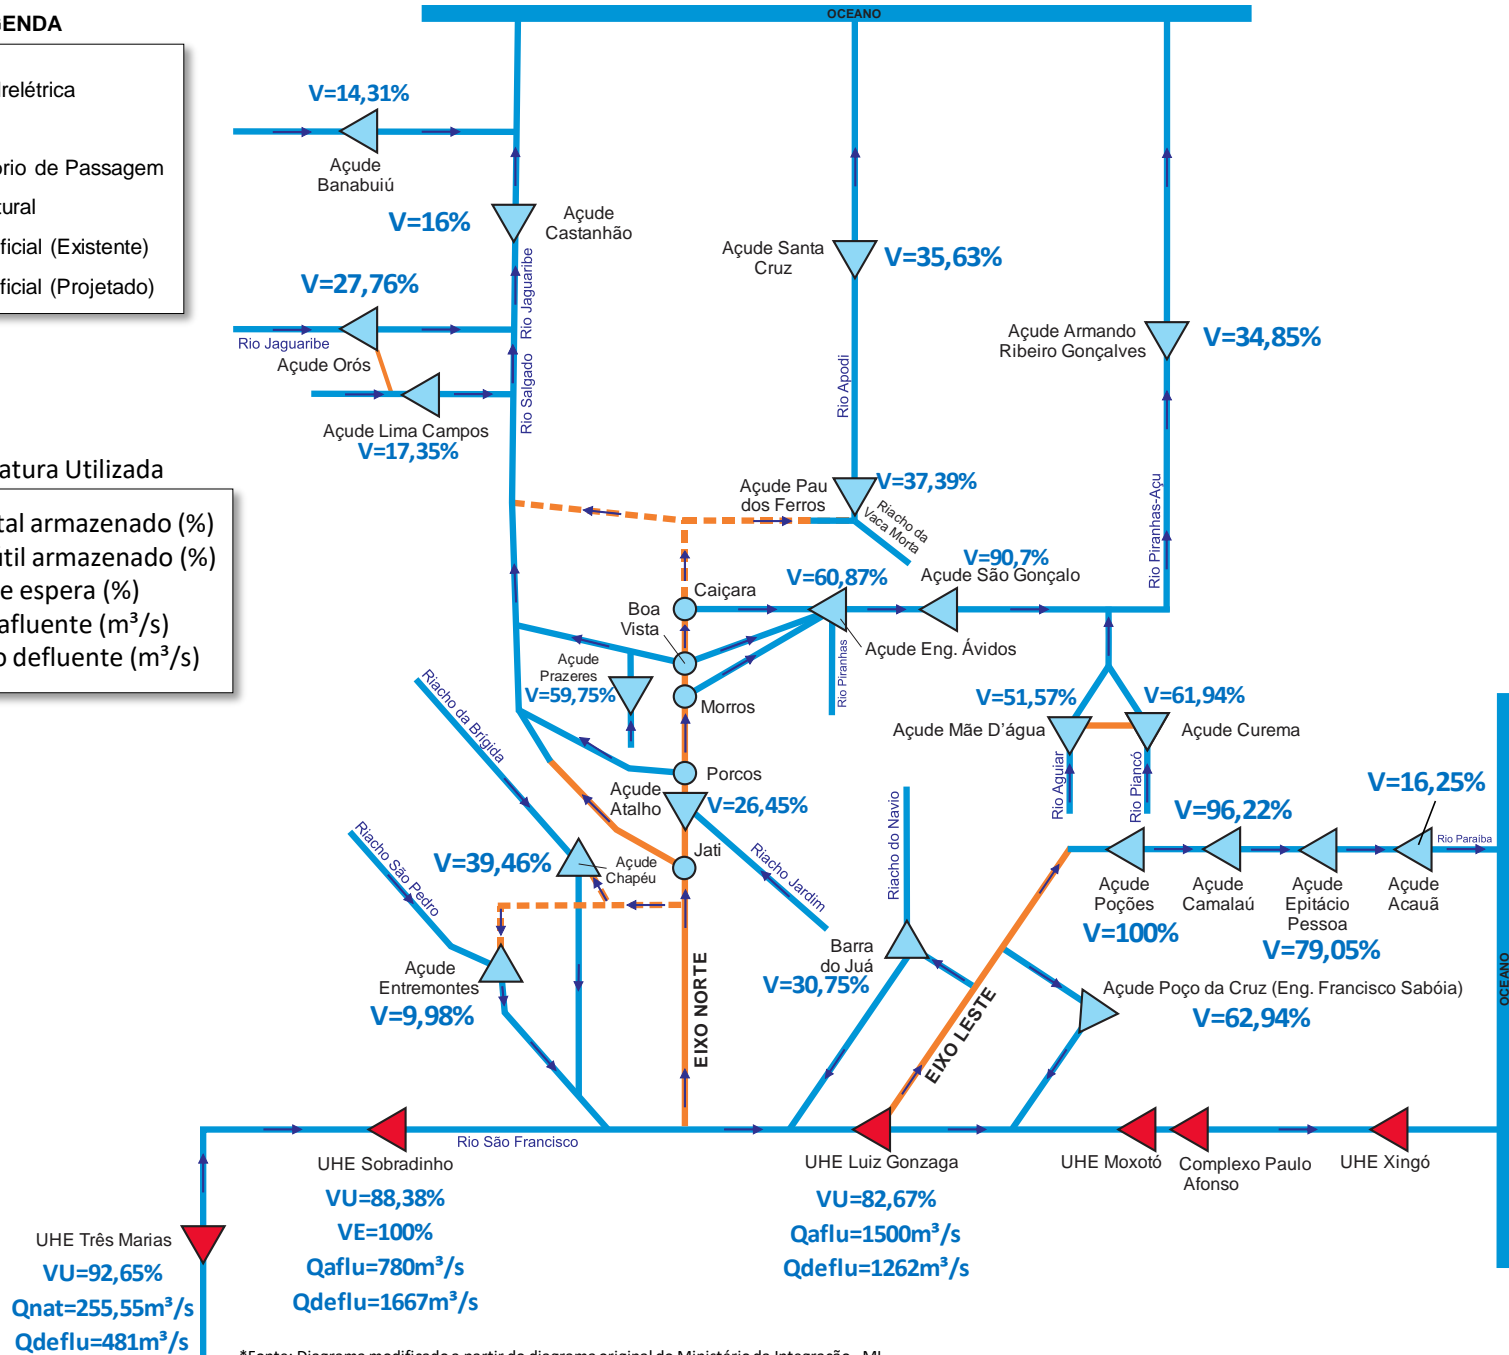 OCEANO
GENDA
drelétrica
ório de Passagem
tural
ificial (Existente)
ificial (Projetado)
V=14,31%
Açude
Banabuiú
V=16%
Açude
Castanhão
V=27,76%
Rio Jaguaribe
Açude Orós
Rio Jaguaribe
Rio Salgado
Açude Lima Campos
V=17,35%
Açude Santa
Cruz
V=35,63%
Rio Apodi
Açude Armando
Ribeiro Gonçalves
V=34,85%
Rio Piranhas-Açu
atura Utilizada
tal armazenado (%)
útil armazenado (%)
e espera (%)
afluente (m³/s)
o defluente (m³/s)
Açude Pau
dos Ferros
V=37,39%
Riacho da
Vaca Morta
V=90,7%
Açude São Gonçalo
V=60,87%
Caiçara
Boa
Vista
Açude Eng. Ávidos
Rio Piranhas
Açude
Prazeres
V=59,75%
Morros
Riacho da Brígida
V=51,57%
Açude Mãe D'água
V=61,94%
Açude Curema
Rio Aguiar
Rio Piancó
Porcos
Açude
Atalho
V=26,45%
Jati
Riacho Jardim
V=39,46%
Açude
Chapéu
Riacho São Pedro
Açude
Entremontes
V=9,98%
EIXO NORTE
Riacho do Navio
Barra
do Juá
V=30,75%
EIXO LESTE
V=16,25%
V=96,22%
Rio Paraíba
Açude
Poções
V=100%
Açude
Camalaú
Açude
Epitácio
Pessoa
V=79,05%
Açude
Acauã
Açude Poço da Cruz (Eng. Francisco Sabóia)
V=62,94%
OCEANO
Rio São Francisco
UHE Sobradinho
VU=88,38%
VE=100%
Qaflu=780m³/s
Qdeflu=1667m³/s
UHE Luiz Gonzaga
VU=82,67%
Qaflu=1500m³/s
Qdeflu=1262m³/s
UHE Moxotó
Complexo Paulo
Afonso
UHE Xingó
UHE Três Marias
VU=92,65%
Qnat=255,55m³/s
Qdeflu=481m³/s